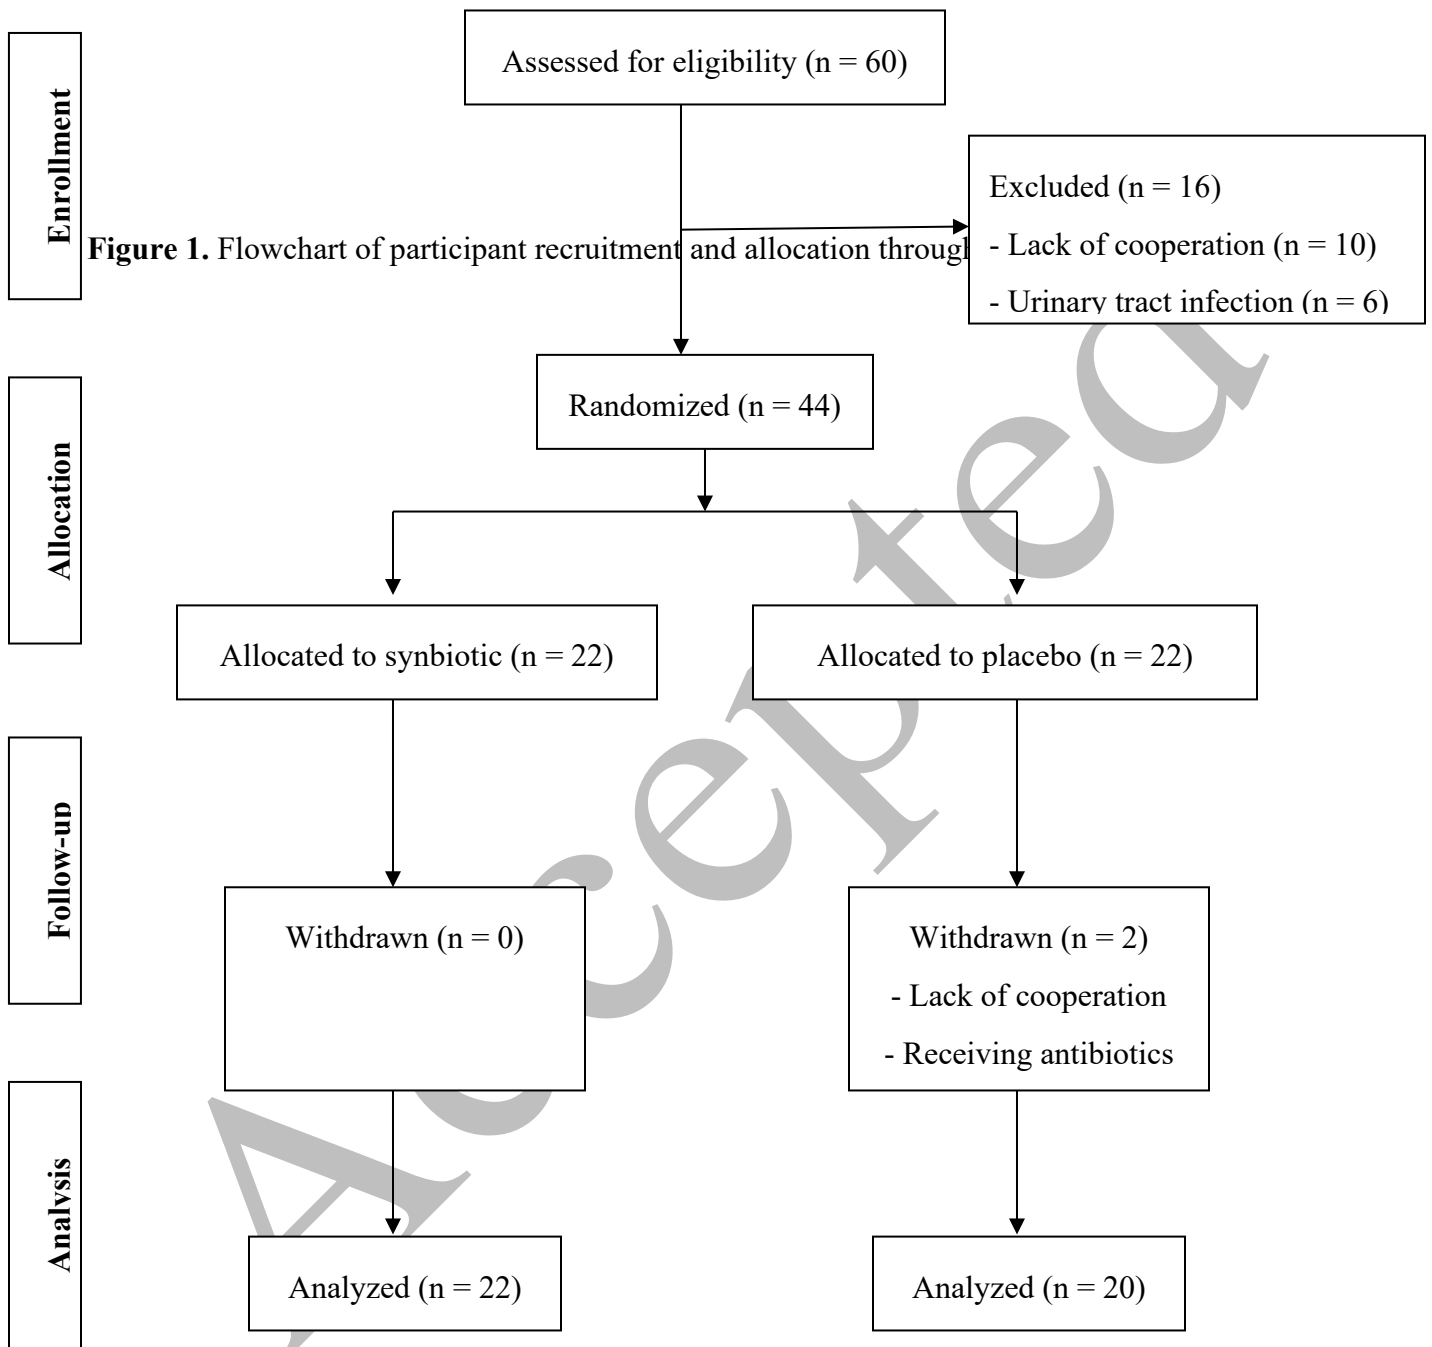 Assessed for eligibility (n = 60)
Enrollment
Excluded (n = 16)
- Lack of cooperation (n = 10)
- Urinary tract infection (n = 6)
Figure 1. Flowchart of participant recruitment and allocation through
Randomized (n = 44)
Allocation
Allocated to synbiotic (n = 22)
Allocated to placebo (n = 22)
Follow-up
Withdrawn (n = 0)
Withdrawn (n = 2)
- Lack of cooperation
- Receiving antibiotics
Analysis
Analyzed (n = 22)
Analyzed (n = 20)
Accepted